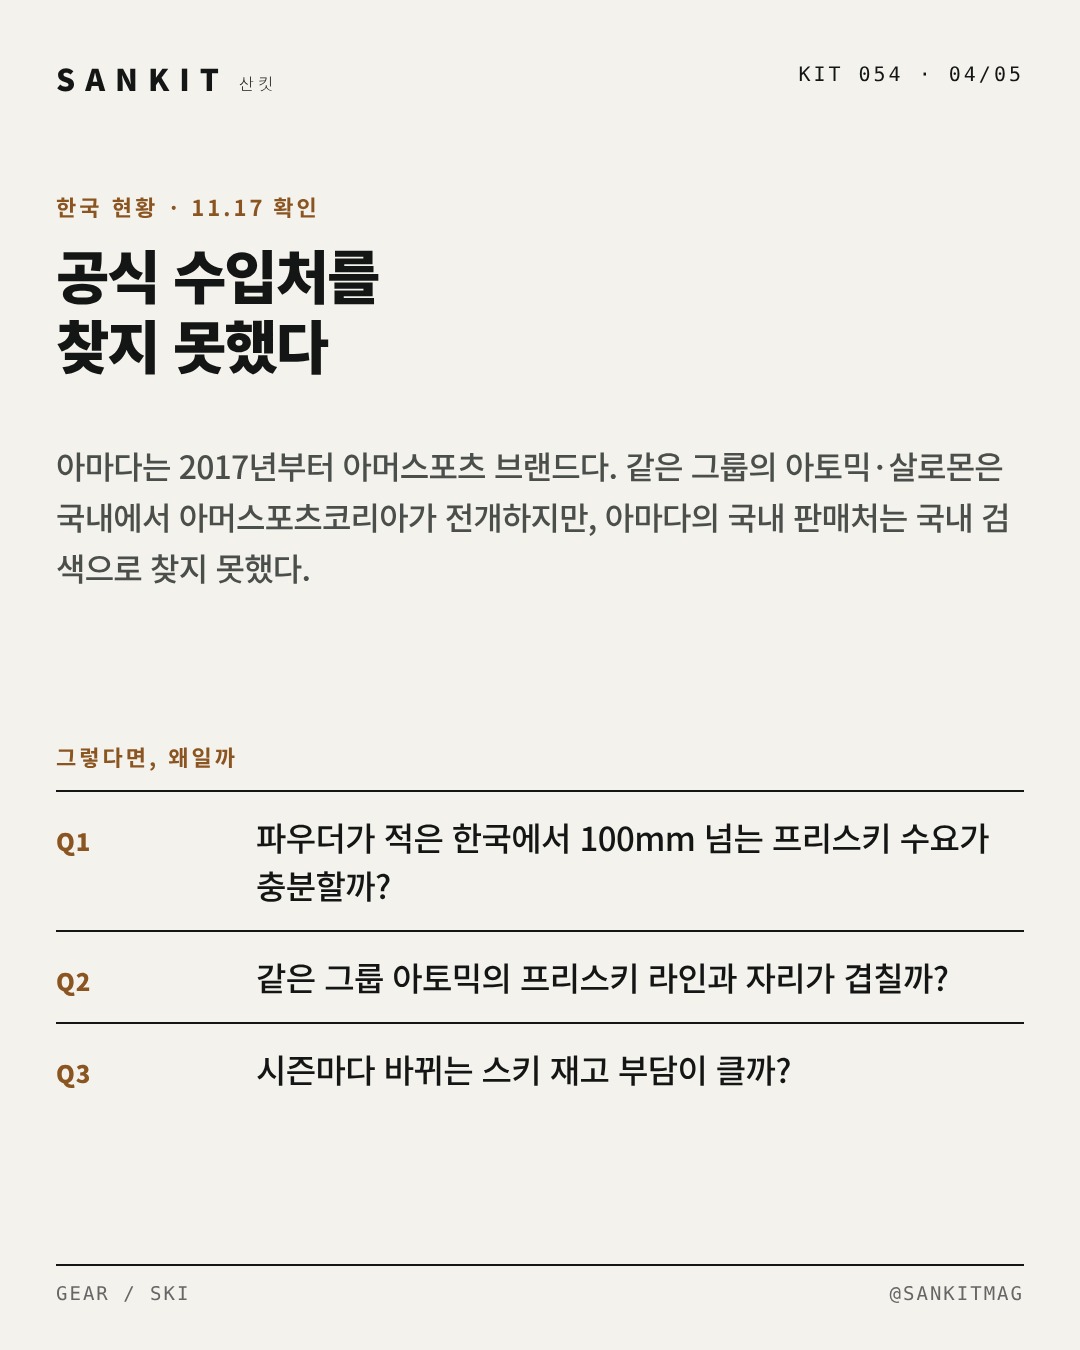 SANKIT 산킷
KIT 054 · 04/05
한국 현황 · 11.17 확인
공식 수입처를
찾지 못했다
아마다는 2017년부터 아머스포츠 브랜드다. 같은 그룹의 아토믹·살로몬은
국내에서 아머스포츠코리아가 전개하지만, 아마다의 국내 판매처는 국내 검
색으로 찾지 못했다.
그렇다면, 왜일까
Q1 파우더가 적은 한국에서 100mm 넘는 프리스키 수요가
충분할까?
Q2 같은 그룹 아토믹의 프리스키 라인과 자리가 겹칠까?
Q3 시즌마다 바뀌는 스키 재고 부담이 클까?
GEAR / SKI
@SANKITMAG